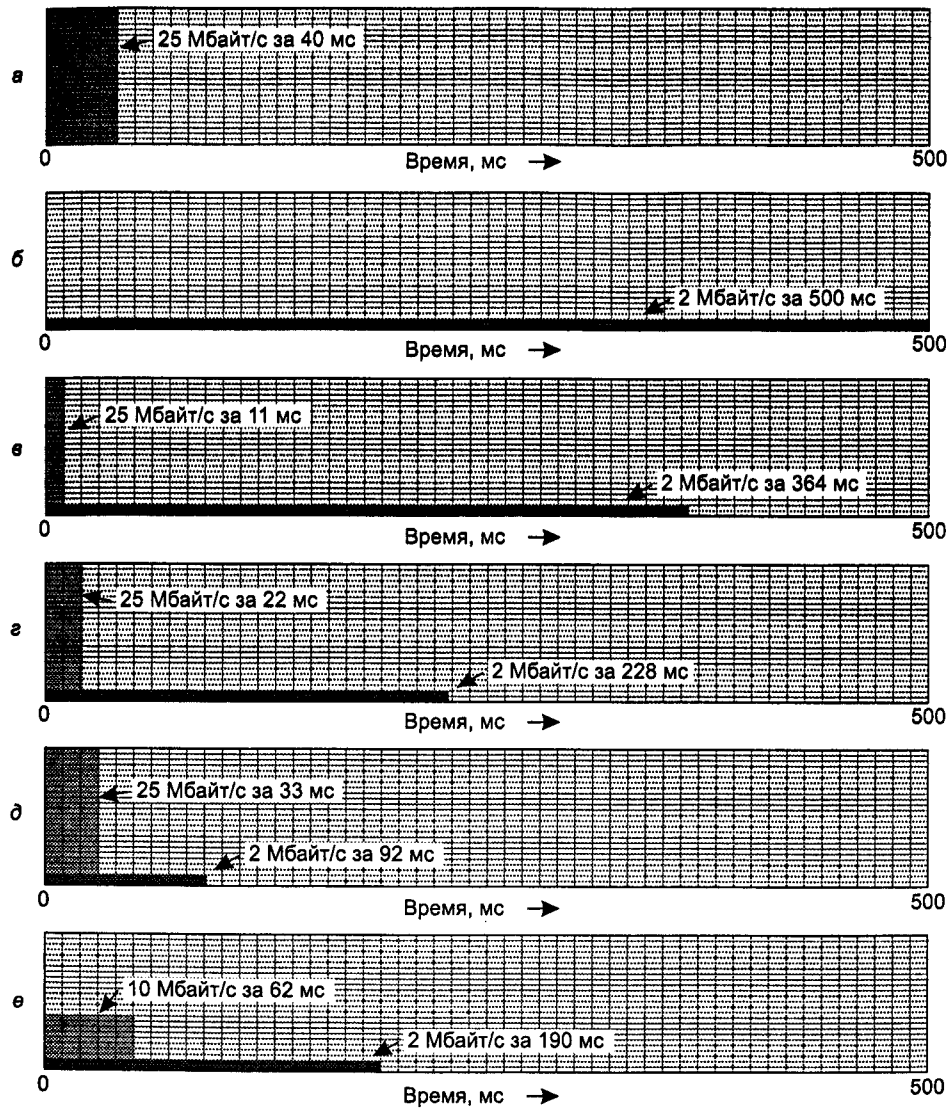 25 Мбайт/с за 40 мс
а
0 Время, мс 500
б
2 Мбайт/с за 500 мс
0 Время, мс 500
25 Мбайт/с за 11 мс
в
2 Мбайт/с за 364 мс
0 Время, мс 500
25 Мбайт/с за 22 мс
г
2 Мбайт/с за 228 мс
0 Время, мс 500
25 Мбайт/с за 33 мс
д
2 Мбайт/с за 92 мс
0 Время, мс 500
10 Мбайт/с за 62 мс
е
2 Мбайт/с за 190 мс
0 Время, мс 500